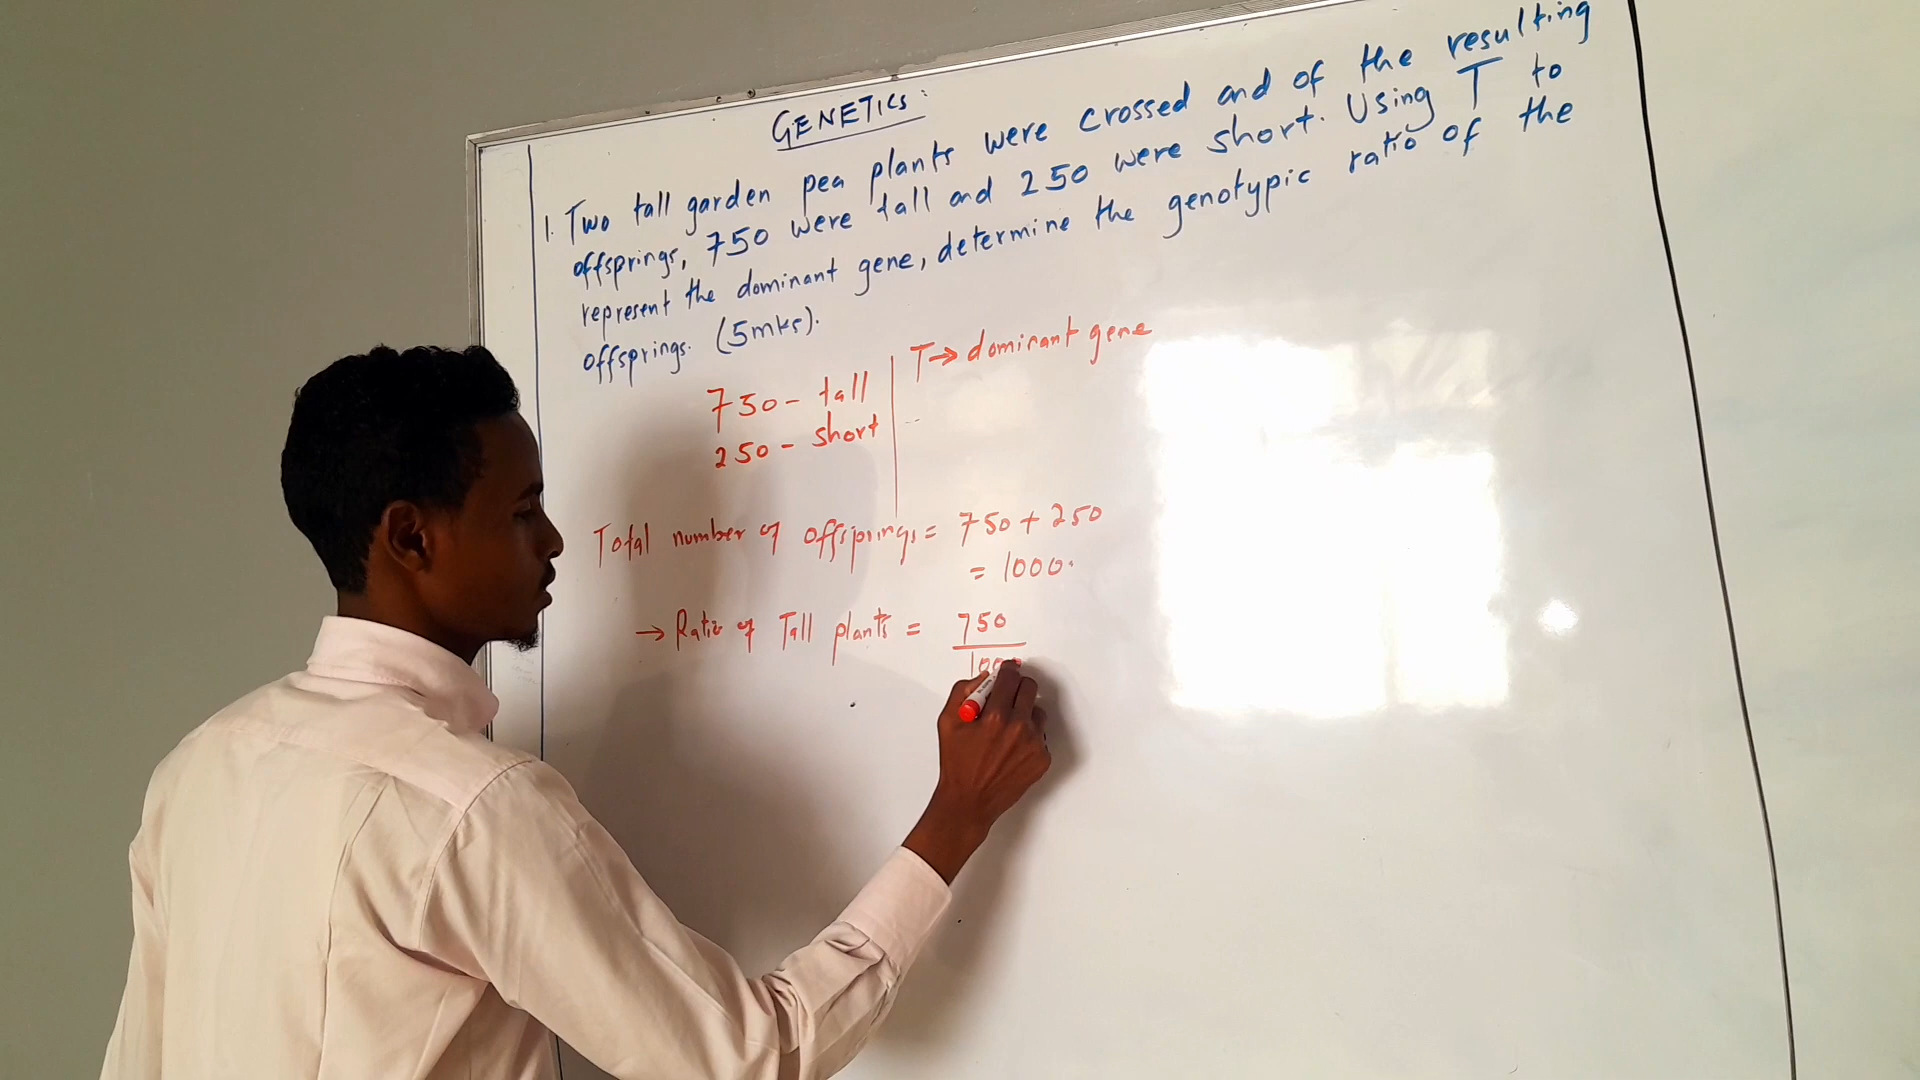 GENETICS:
1. Two tall garden pea plants were crossed and of the resulting
offsprings, 750 were tall and 250 were short. Using T to
represent the dominant gene, determine the genotypic ratio of the
offsprings. (5mks).
750 - tall
250 - short
T → dominant gene
Total number of offsprings = 750 + 250
= 1000.
→ Ratio of Tall plants = 750
1000